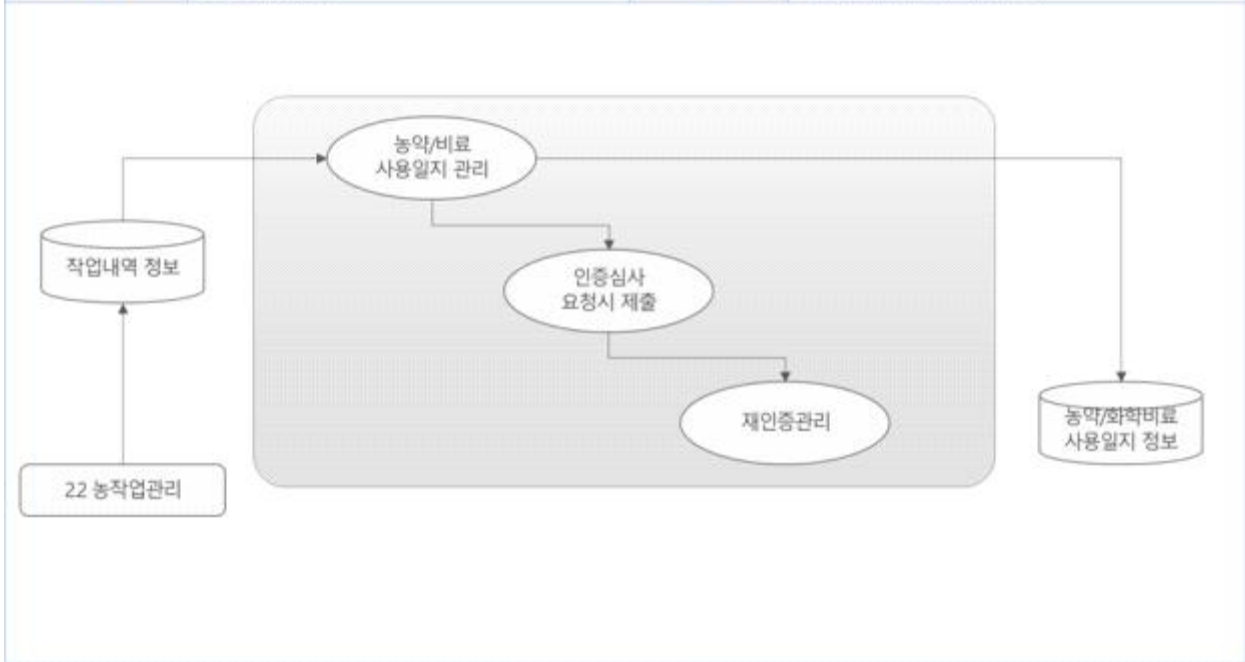 농약/비료
사용일지 관리
작업내역 정보
인증심사
요청시 제출
재인증관리
농약/화학비료
사용일지 정보
22 농작업관리